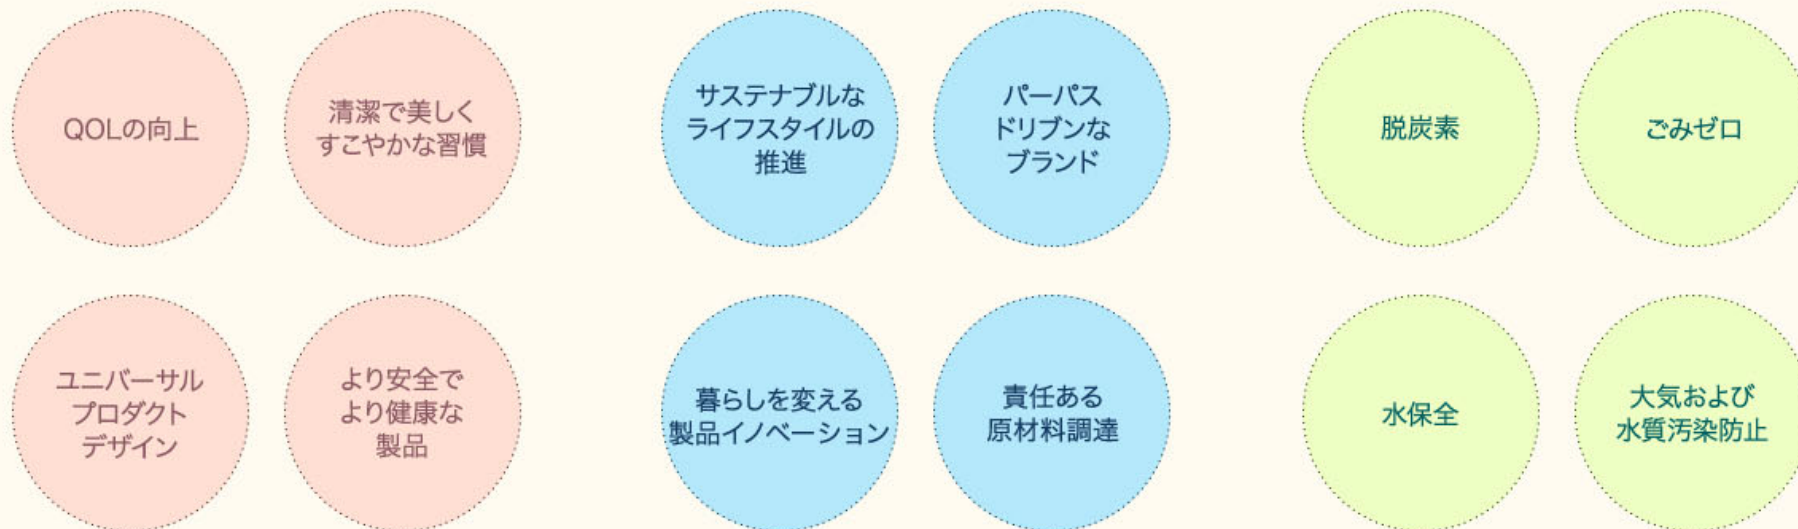 QOLの向上
清潔で美しく
すこやかな習慣
サステナブルな
ライフスタイルの
推進
パーパス
ドリブンな
ブランド
脱炭素
ごみゼロ
ユニバーサル
プロダクト
デザイン
より安全で
より健康な
製品
暮らしを変える
製品イノベーション
責任ある
原材料調達
水保全
大気および
水質汚染防止